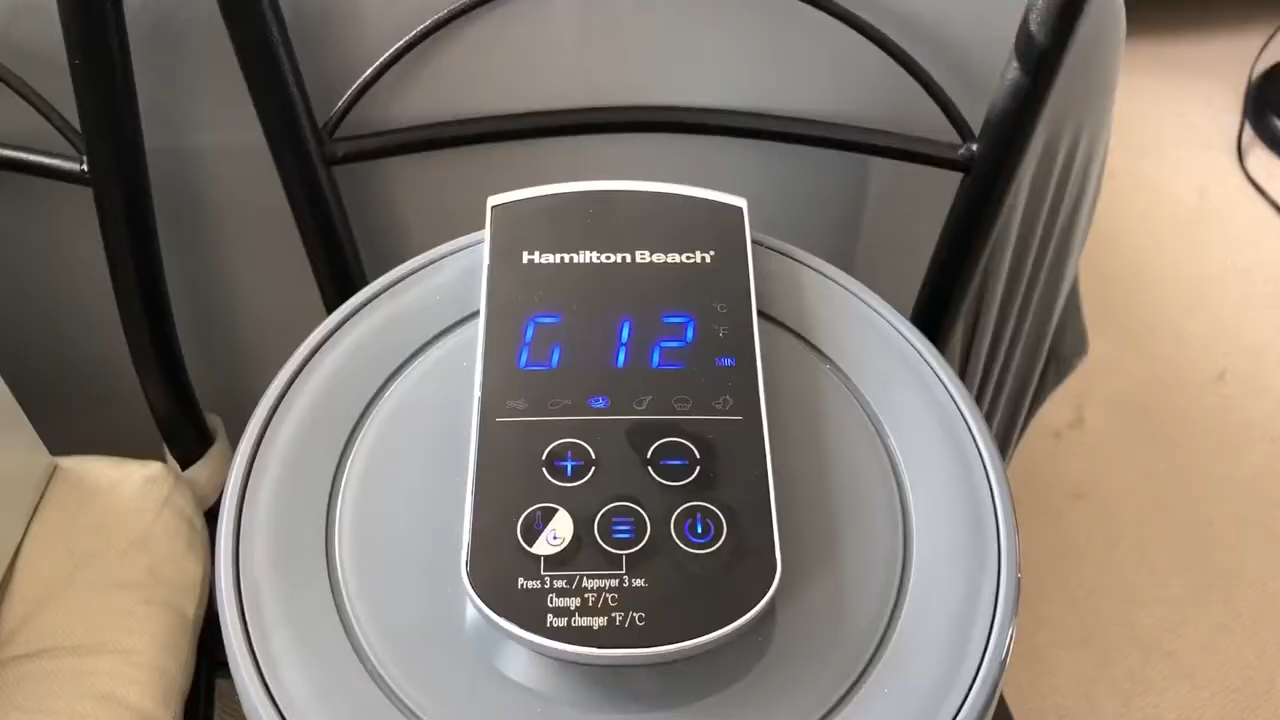 Hamilton Beach®
°C
G 12
°F
MIN
Press 3 sec. / Appuyer 3 sec.
Change °F/°C
Pour changer °F/°C